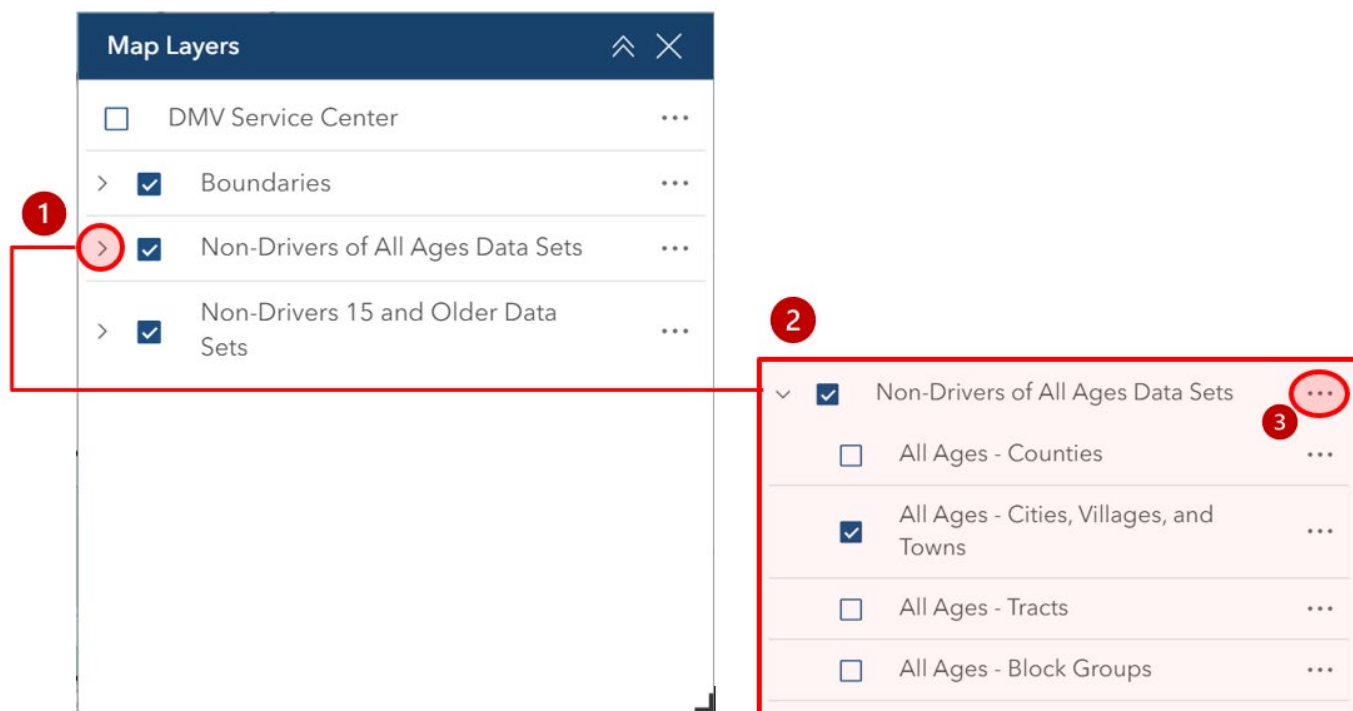 Map Layers
DMV Service Center
Boundaries
1
Non-Drivers of All Ages Data Sets
Non-Drivers 15 and Older Data
Sets
2
Non-Drivers of All Ages Data Sets
3
All Ages - Counties
All Ages - Cities, Villages, and
Towns
All Ages - Tracts
All Ages - Block Groups